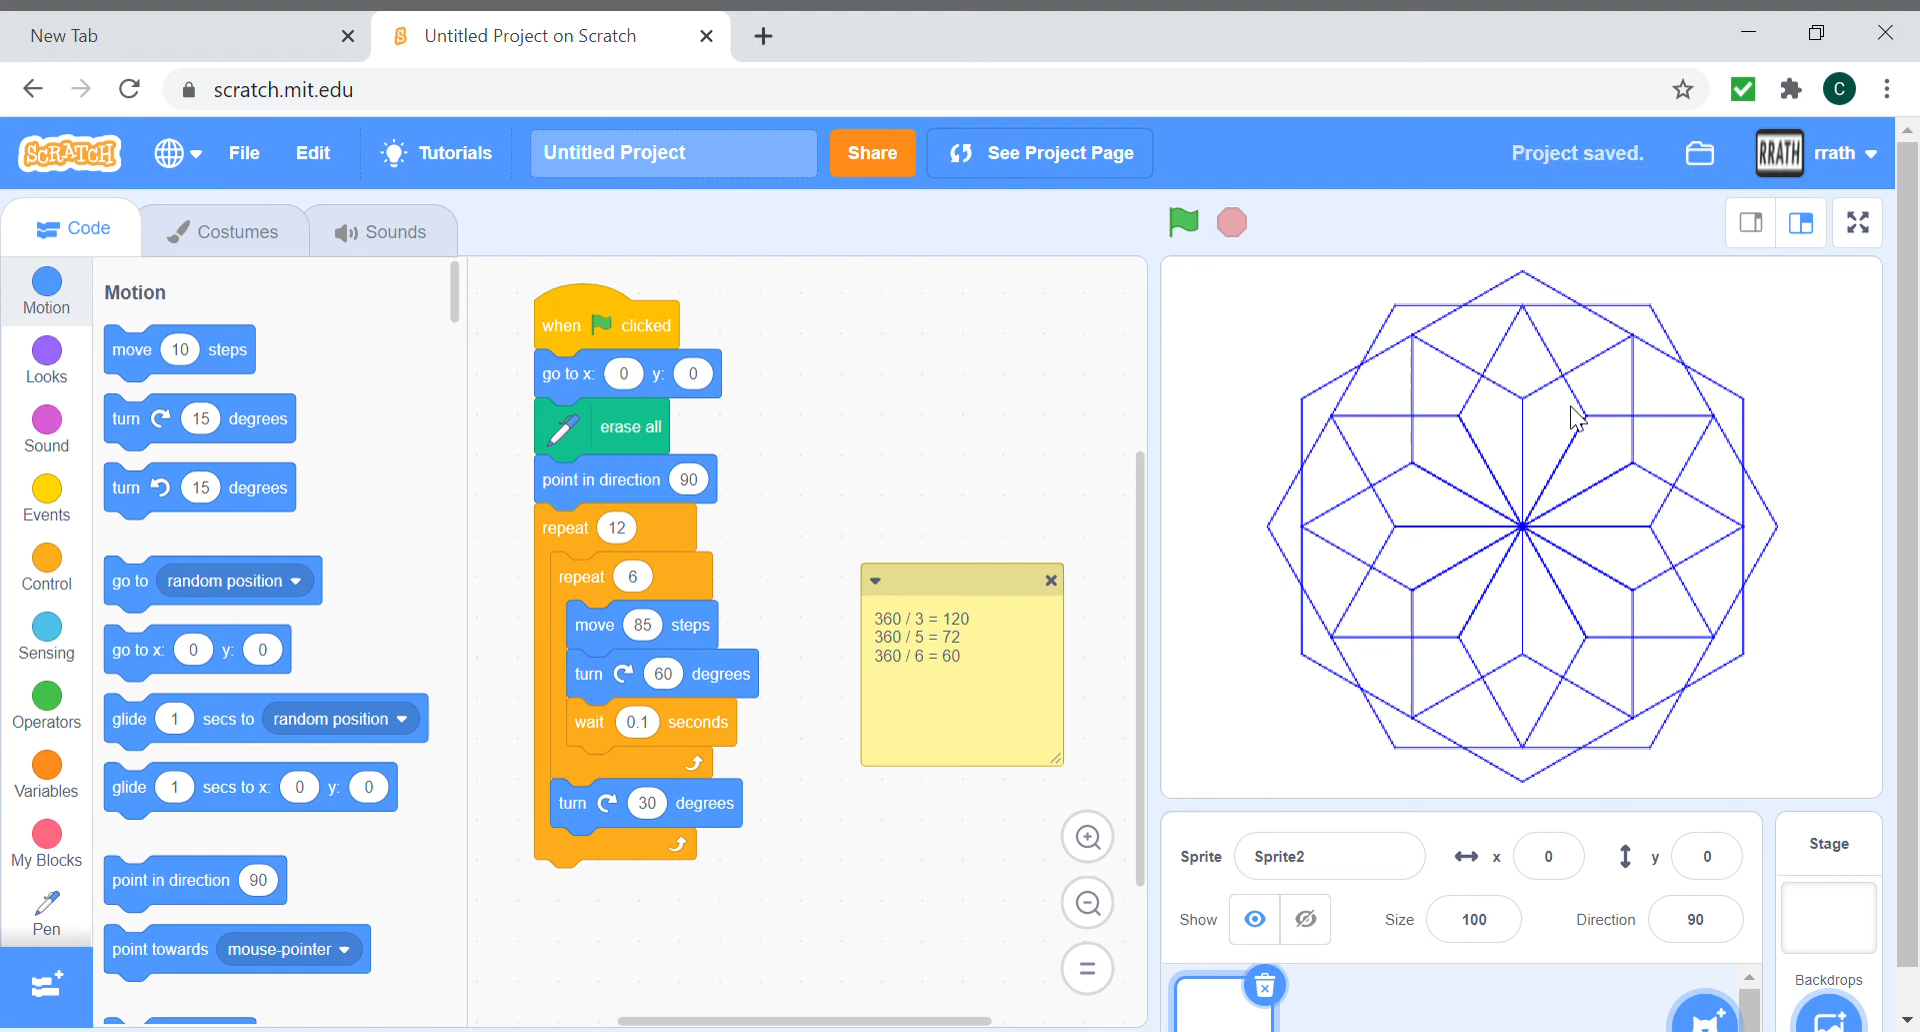 New Tab
Untitled Project on Scratch
scratch.mit.edu
C
SCRATCH
File
Edit
Tutorials
Untitled Project
Share
See Project Page
Project saved.
RRATH
rrath
Code
Costumes
Sounds
Motion
Looks
Sound
Events
Control
Sensing
Operators
Variables
My Blocks
Pen
Motion
move 10 steps
turn 15 degrees
turn 15 degrees
go to random position
go to x: 0 y: 0
glide 1 secs to random position
glide 1 secs to x: 0 y: 0
point in direction 90
point towards mouse-pointer
when clicked
go to x: 0 y: 0
erase all
point in direction 90
repeat 12
repeat 6
move 85 steps
turn 60 degrees
wait 0.1 seconds
turn 30 degrees
360 / 3 = 120
360 / 5 = 72
360 / 6 = 60
Sprite Sprite2 x 0 y 0
Show Size 100 Direction 90
Stage
Backdrops